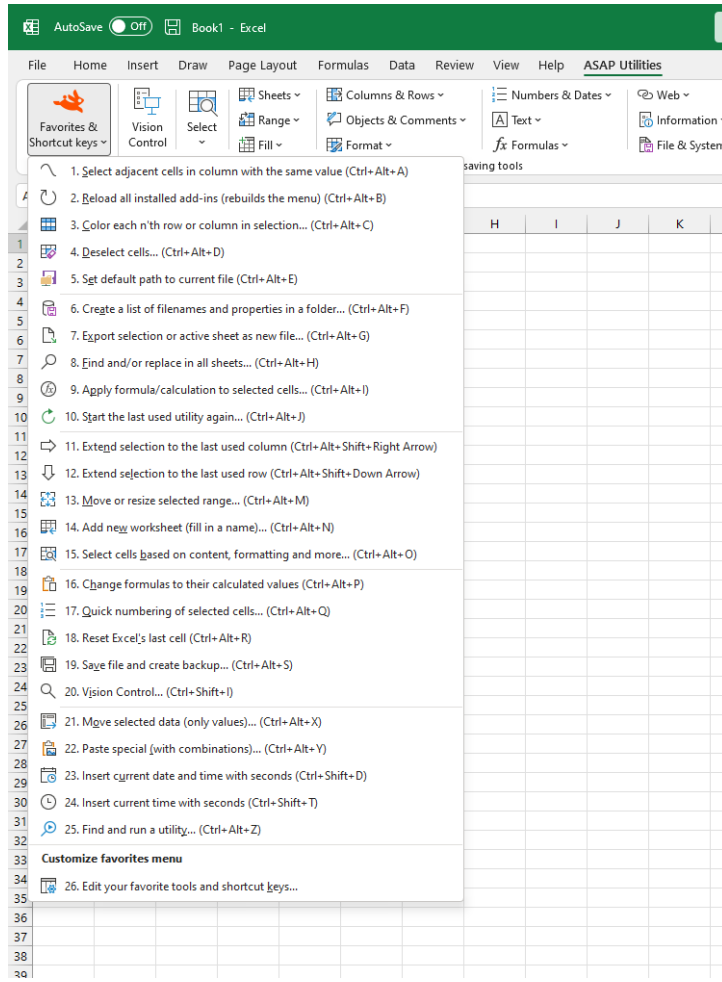 AutoSave Off Book1 - Excel
File Home Insert Draw Page Layout Formulas Data Review View Help ASAP Utilities
Favorites & Shortcut keys
Vision Control
Select
Sheets
Range
Fill
Columns & Rows
Objects & Comments
Format
Numbers & Dates
Text
Formulas
Web
Information
File & System
saving tools
1. Select adjacent cells in column with the same value (Ctrl+Alt+A)
2. Reload all installed add-ins (rebuilds the menu) (Ctrl+Alt+B)
3. Color each n'th row or column in selection... (Ctrl+Alt+C)
4. Deselect cells... (Ctrl+Alt+D)
5. Set default path to current file (Ctrl+Alt+E)
6. Create a list of filenames and properties in a folder... (Ctrl+Alt+F)
7. Export selection or active sheet as new file... (Ctrl+Alt+G)
8. Find and/or replace in all sheets... (Ctrl+Alt+H)
9. Apply formula/calculation to selected cells... (Ctrl+Alt+I)
10. Start the last used utility again... (Ctrl+Alt+J)
11. Extend selection to the last used column (Ctrl+Alt+Shift+Right Arrow)
12. Extend selection to the last used row (Ctrl+Alt+Shift+Down Arrow)
13. Move or resize selected range... (Ctrl+Alt+M)
14. Add new worksheet (fill in a name)... (Ctrl+Alt+N)
15. Select cells based on content, formatting and more... (Ctrl+Alt+O)
16. Change formulas to their calculated values (Ctrl+Alt+P)
17. Quick numbering of selected cells... (Ctrl+Alt+Q)
18. Reset Excel's last cell (Ctrl+Alt+R)
19. Save file and create backup... (Ctrl+Alt+S)
20. Vision Control... (Ctrl+Shift+I)
21. Move selected data (only values)... (Ctrl+Alt+X)
22. Paste special (with combinations)... (Ctrl+Alt+Y)
23. Insert current date and time with seconds (Ctrl+Shift+D)
24. Insert current time with seconds (Ctrl+Shift+T)
25. Find and run a utility... (Ctrl+Alt+Z)
Customize favorites menu
26. Edit your favorite tools and shortcut keys...
H I J K
1
2
3
4
5
6
7
8
9
10
11
12
13
14
15
16
17
18
19
20
21
22
23
24
25
26
27
28
29
30
31
32
33
34
35
36
37
38
39